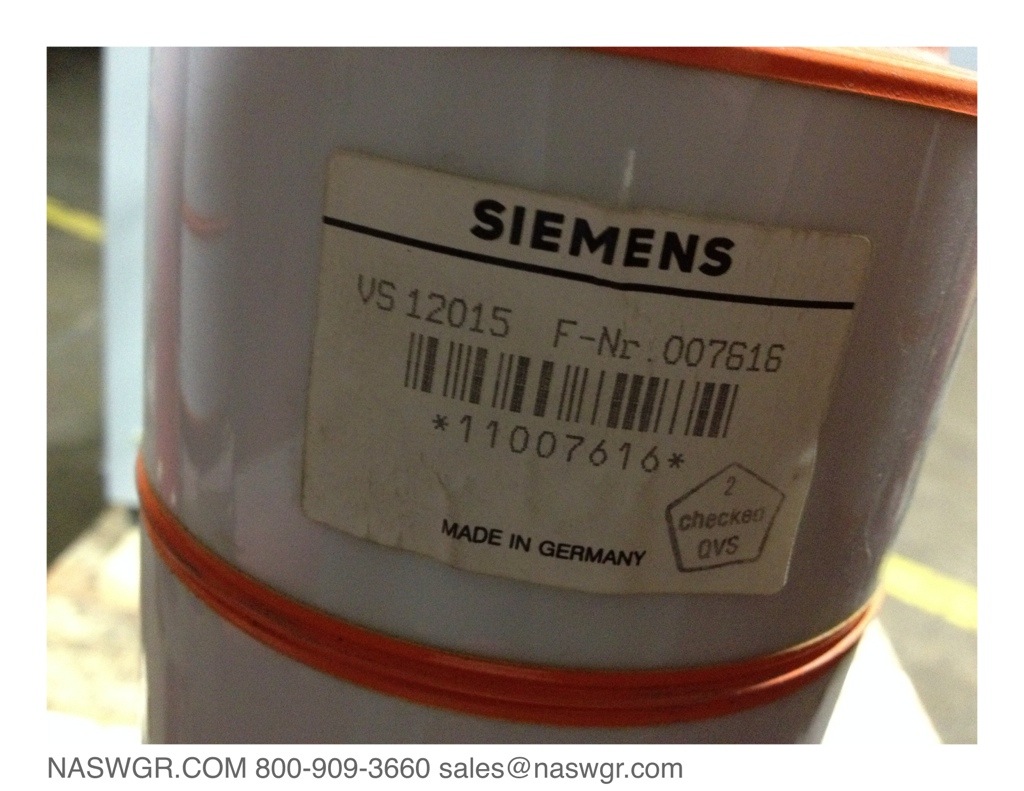 SIEMENS
VS 12015 F-Nr.007616
*11007616*
2
checked
QVS
MADE IN GERMANY
NASWGR.COM 800-909-3660 sales@naswgr.com